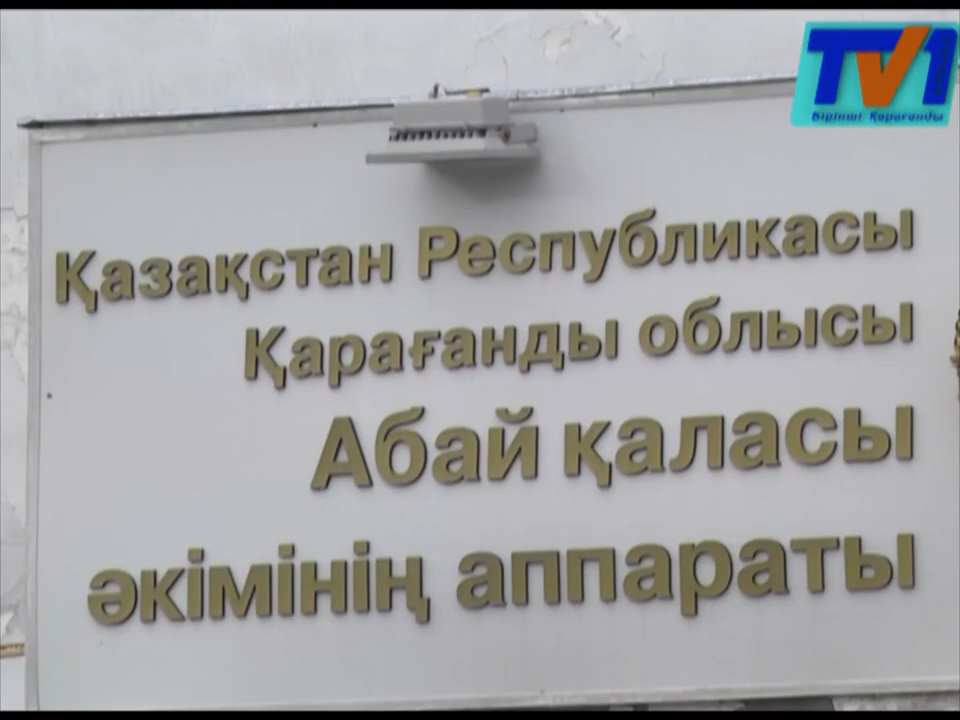 TV1
Бірінші Қарағанды
Қазақстан Республикасы
Қарағанды облысы
Абай қаласы
әкімінің аппараты